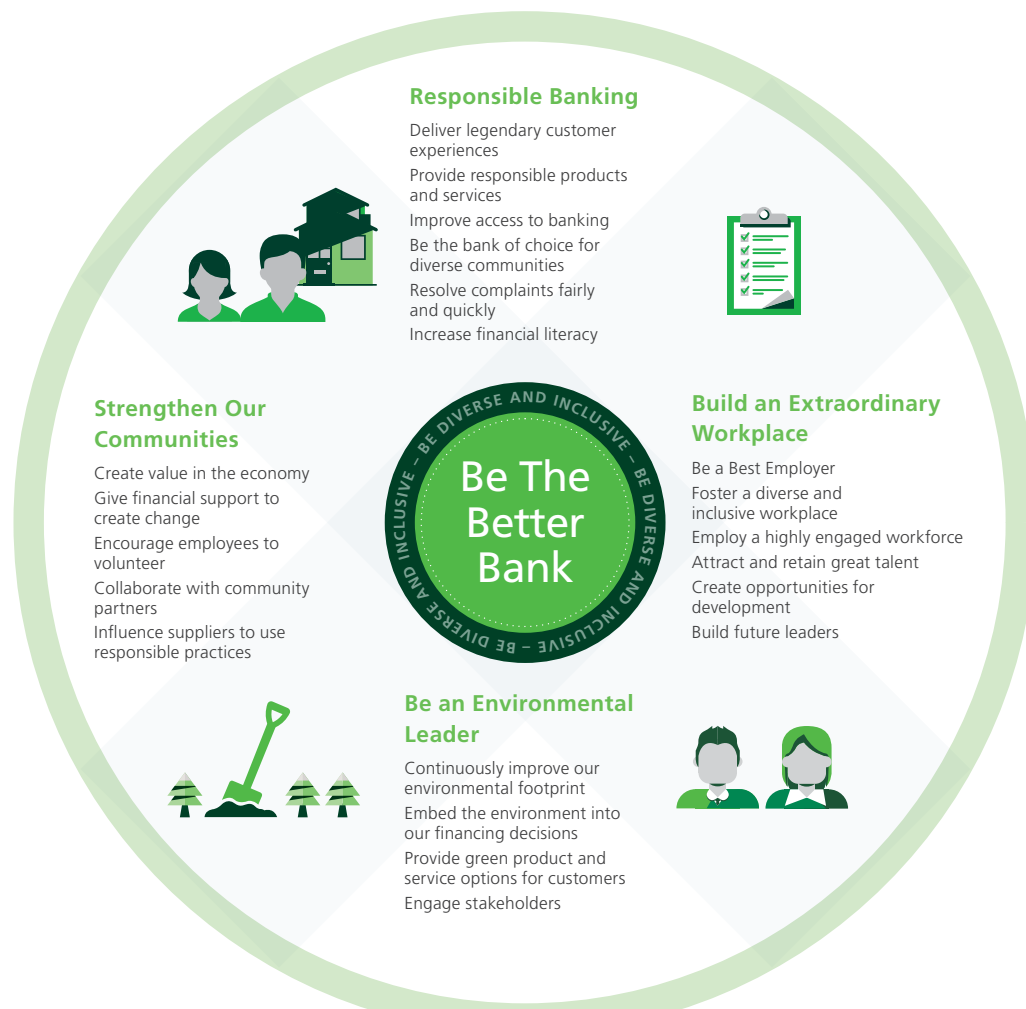 Responsible Banking
Deliver legendary customer
experiences
Provide responsible products
and services
Improve access to banking
Be the bank of choice for
diverse communities
Resolve complaints fairly
and quickly
Increase financial literacy
Strengthen Our
Communities
Create value in the economy
Give financial support to
create change
Encourage employees to
volunteer
Collaborate with community
partners
Influence suppliers to use
responsible practices
BE DIVERSE AND INCLUSIVE – BE DIVERSE AND INCLUSIVE – BE DIVERSE AND INCLUSIVE –
Be The
Better
Bank
Build an Extraordinary
Workplace
Be a Best Employer
Foster a diverse and
inclusive workplace
Employ a highly engaged workforce
Attract and retain great talent
Create opportunities for
development
Build future leaders
Be an Environmental
Leader
Continuously improve our
environmental footprint
Embed the environment into
our financing decisions
Provide green product and
service options for customers
Engage stakeholders